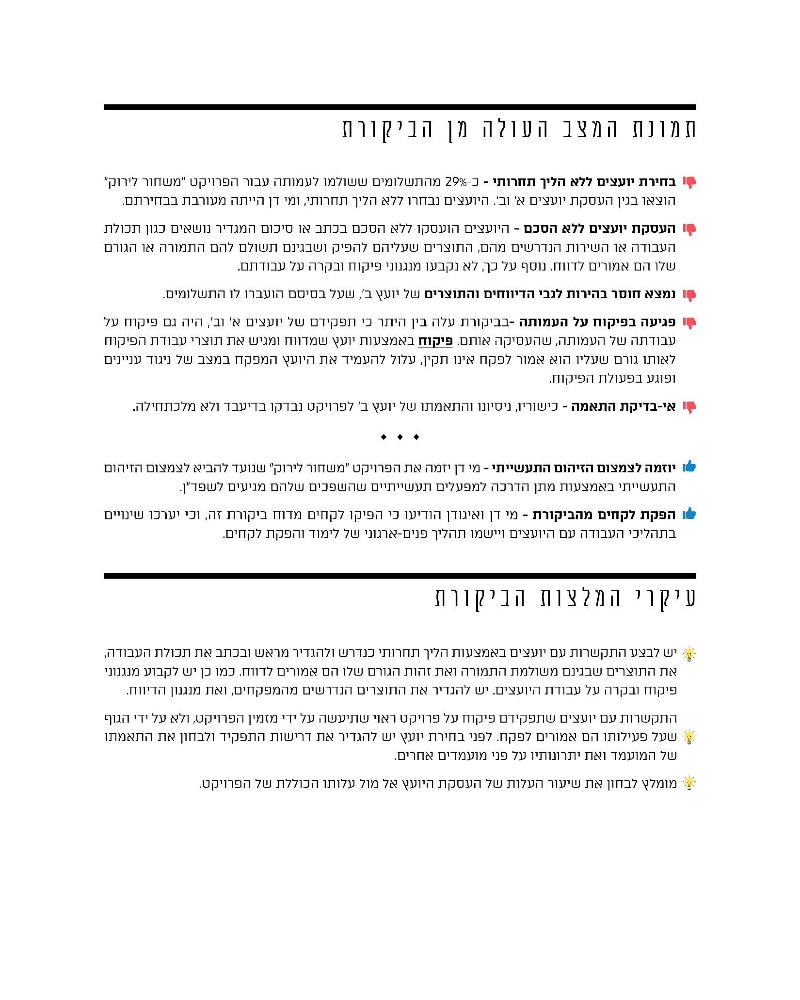 תמונת המצב העולה מן הביקורת
בחירת יועצים ללא הליך תחרותי - כ-29% מהתשלומים ששולמו לעמותה עבור הפרויקט "משחור לירוק"
הוצאו בגין העסקת יועצים א' וב'. היועצים נבחרו ללא הליך תחרותי, ומי דן הייתה מעורבת בבחירתם.
העסקת יועצים ללא הסכם - היועצים הועסקו ללא הסכם בכתב או סיכום המגדיר נושאים כגון תכולת
העבודה או השירות הנדרשים מהם, התוצרים שעליהם להפיק ושבגינם תשולם להם התמורה או הגורם
שלו הם אמורים לדווח. נוסף על כך, לא נקבעו מנגנוני פיקוח ובקרה על עבודתם.
נמצא חוסר בהירות לגבי הדיווחים והתוצרים של יועץ ב', שעל בסיסם הועברו לו התשלומים.
פגיעה בפיקוח על העמותה -בביקורת עלה בין היתר כי תפקידם של יועצים א' וב', היה גם פיקוח על
עבודתה של העמותה, שהעסיקה אותם. פיקוח באמצעות יועץ שמדווח ומגיש את תוצרי עבודת הפיקוח
לאותו גורם שעליו הוא אמור לפקח אינו תקין, עלול להעמיד את היועץ המפקח במצב של ניגוד עניינים
ופוגע בפעולת הפיקוח.
אי-בדיקת התאמה - כישוריו, ניסיונו והתאמתו של יועץ ב' לפרויקט נבדקו בדיעבד ולא מלכתחילה.
יוזמה לצמצום הזיהום התעשייתי - מי דן יזמה את הפרויקט "משחור לירוק" שנועד להביא לצמצום הזיהום
התעשייתי באמצעות מתן הדרכה למפעלים תעשייתיים שהשפכים שלהם מגיעים לשפד"ן.
הפקת לקחים מהביקורת - מי דן ואיגודן הודיעו כי הפיקו לקחים מדוח ביקורת זה, וכי יערכו שינויים
בתהליכי העבודה עם היועצים ויישמו תהליך פנים-ארגוני של לימוד והפקת לקחים.
עיקרי המלצות הביקורת
יש לבצע התקשרות עם יועצים באמצעות הליך תחרותי כנדרש ולהגדיר מראש ובכתב את תכולת העבודה,
את התוצרים שבגינם משולמת התמורה ואת זהות הגורם שלו הם אמורים לדווח. כמו כן יש לקבוע מנגנוני
פיקוח ובקרה על עבודת היועצים. יש להגדיר את התוצרים הנדרשים מהמפקחים, ואת מנגנון הדיווח.
התקשרות עם יועצים שתפקידם פיקוח על פרויקט ראוי שתיעשה על ידי מזמין הפרויקט, ולא על ידי הגוף
שעל פעילותו הם אמורים לפקח. לפני בחירת יועץ יש להגדיר את דרישות התפקיד ולבחון את התאמתו
של המועמד ואת יתרונותיו על פני מועמדים אחרים.
מומלץ לבחון את שיעור העלות של העסקת היועץ אל מול עלותו הכוללת של הפרויקט.